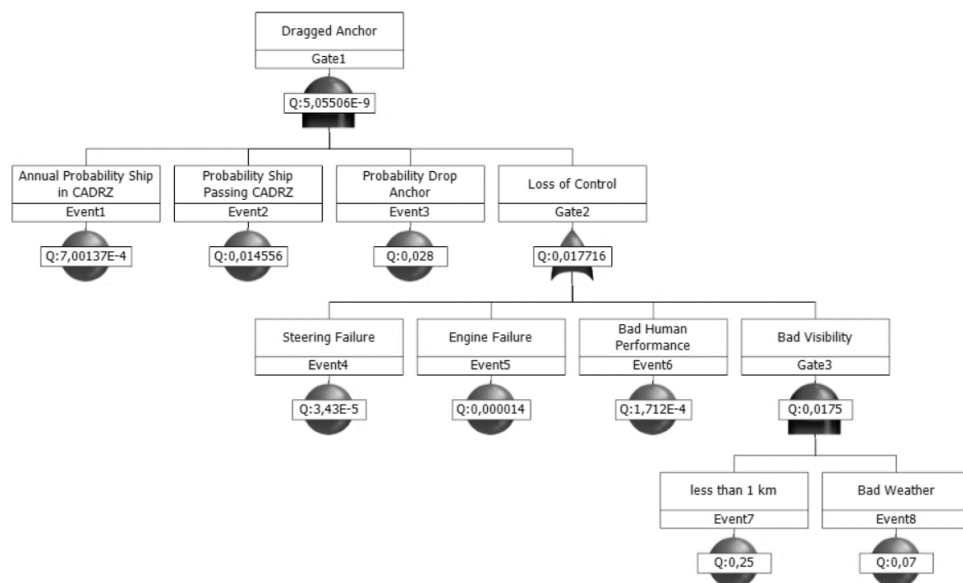 Dragged Anchor
Gate1
Q:5,05506E-9
Annual Probability Ship
in CADRZ
Event1
Q:7,00137E-4
Probability Ship
Passing CADRZ
Event2
Q:0,014556
Probability Drop
Anchor
Event3
Q:0,028
Loss of Control
Gate2
Q:0,017716
Steering Failure
Event4
Q:3,43E-5
Engine Failure
Event5
Q:0,000014
Bad Human
Performance
Event6
Q:1,712E-4
Bad Visibility
Gate3
Q:0,0175
less than 1 km
Event7
Q:0,25
Bad Weather
Event8
Q:0,07